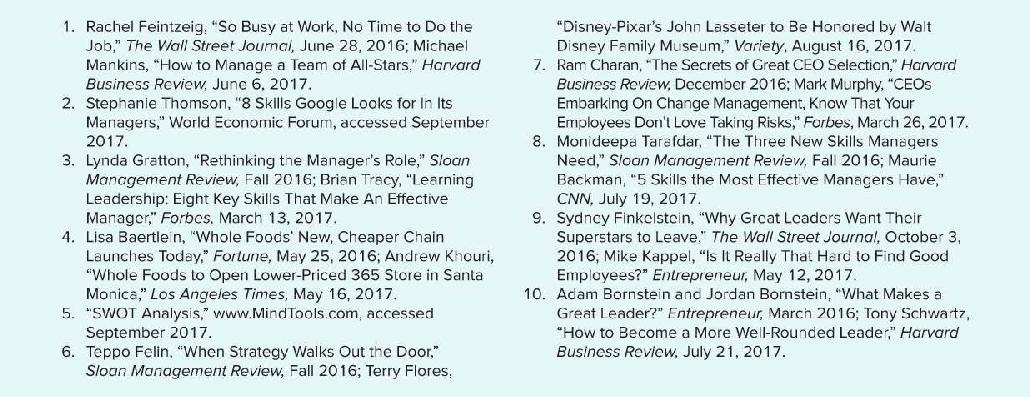 1. Rachel Feintzeig, “So Busy at Work, No Time to Do the
Job,” The Wall Street Journal, June 28, 2016; Michael
Mankins, “How to Manage a Team of All-Stars,” Harvard
Business Review, June 6, 2017.
2. Stephanie Thomson, “8 Skills Google Looks for in Its
Managers,” World Economic Forum, accessed September
2017.
3. Lynda Gratton, “Rethinking the Manager’s Role,” Sloan
Management Review, Fall 2016; Brian Tracy, “Learning
Leadership: Eight Key Skills That Make An Effective
Manager,” Forbes, March 13, 2017.
4. Lisa Baertlein, “Whole Foods’ New, Cheaper Chain
Launches Today,” Fortune, May 25, 2016; Andrew Khouri,
“Whole Foods to Open Lower-Priced 365 Store in Santa
Monica,” Los Angeles Times, May 16, 2017.
5. “SWOT Analysis,” www.MindTools.com, accessed
September 2017.
6. Teppo Felin, “When Strategy Walks Out the Door,”
Sloan Management Review, Fall 2016; Terry Flores,
“Disney-Pixar’s John Lasseter to Be Honored by Walt
Disney Family Museum,” Variety, August 16, 2017.
7. Ram Charan, “The Secrets of Great CEO Selection,” Harvard
Business Review, December 2016; Mark Murphy, “CEOs
Embarking On Change Management, Know That Your
Employees Don’t Love Taking Risks,” Forbes, March 26, 2017.
8. Monideepa Tarafdar, “The Three New Skills Managers
Need,” Sloan Management Review, Fall 2016; Maurie
Backman, “5 Skills the Most Effective Managers Have,”
CNN, July 19, 2017.
9. Sydney Finkelstein, “Why Great Leaders Want Their
Superstars to Leave,” The Wall Street Journal, October 3,
2016; Mike Kappel, “Is It Really That Hard to Find Good
Employees?” Entrepreneur, May 12, 2017.
10. Adam Bornstein and Jordan Bornstein, “What Makes a
Great Leader?” Entrepreneur, March 2016; Tony Schwartz,
“How to Become a More Well-Rounded Leader,” Harvard
Business Review, July 21, 2017.